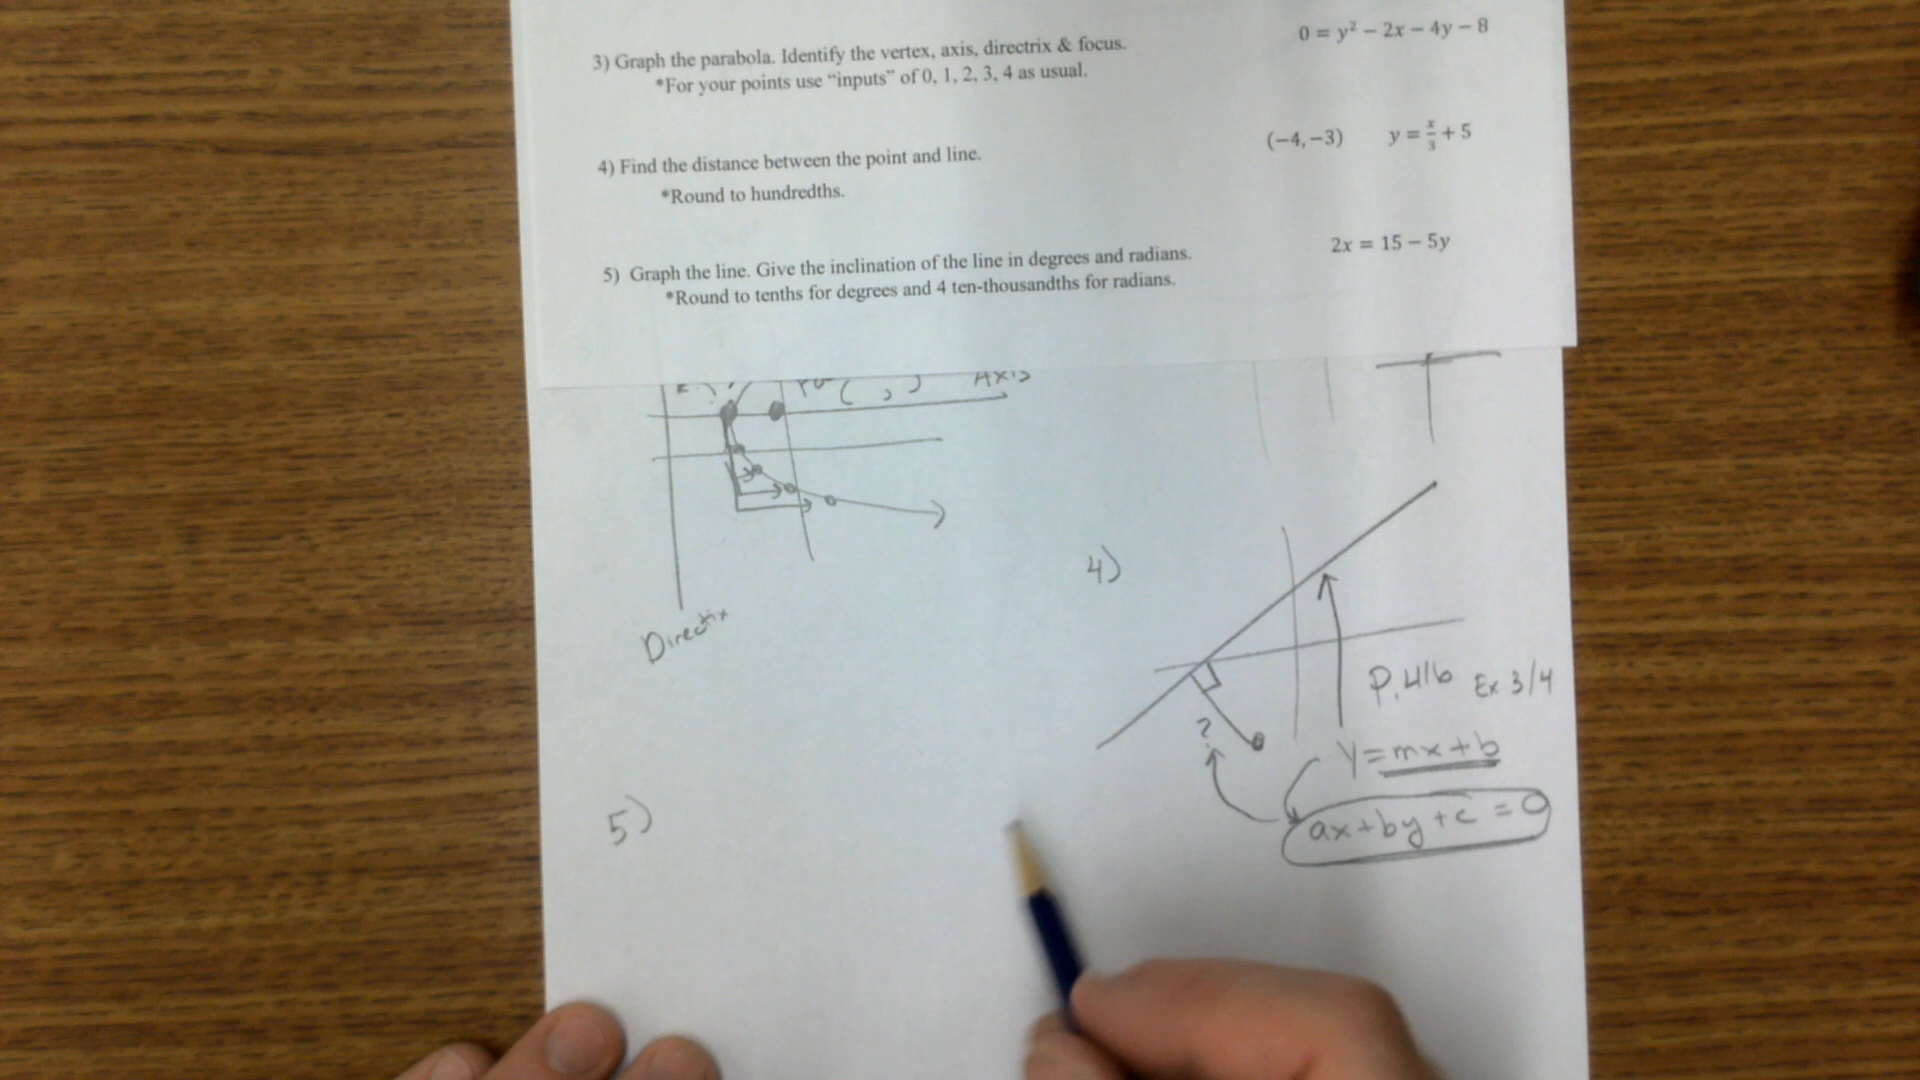 3) Graph the parabola. Identify the vertex, axis, directrix & focus. 0 = y² − 2x − 4y − 8
*For your points use “inputs” of 0, 1, 2, 3, 4 as usual.
4) Find the distance between the point and line. (−4, −3) y = x/3 + 5
*Round to hundredths.
5) Graph the line. Give the inclination of the line in degrees and radians. 2x = 15 − 5y
*Round to tenths for degrees and 4 ten-thousandths for radians.
( , ) Axis
Directrix
4)
P. 416 Ex 3/4
?
y = mx + b
ax + by + c = 0
5)